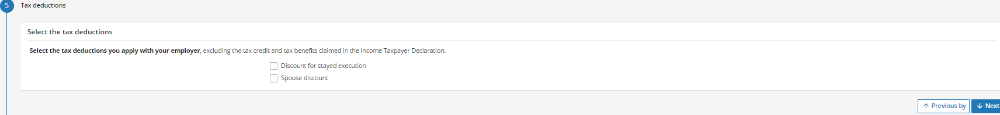 5 Tax deductions
Select the tax deductions
Select the tax deductions you apply with your employer, excluding the tax credit and tax benefits claimed in the Income Taxpayer Declaration.
Discount for stayed execution
Spouse discount
Previous by Next